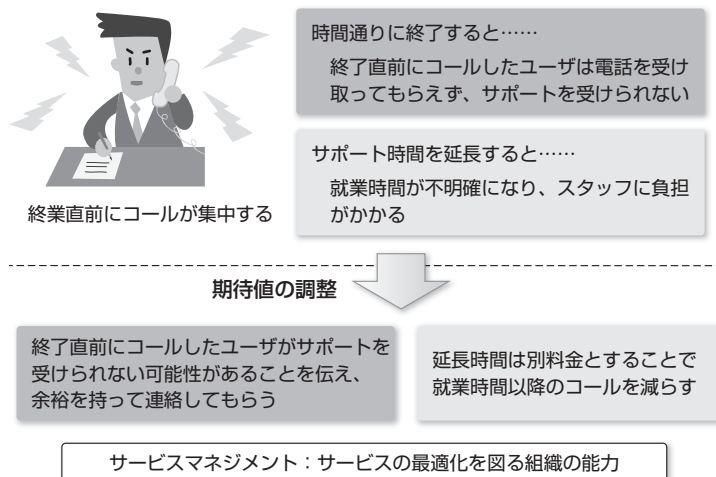 時間通りに終了すると……
終了直前にコールしたユーザは電話を受け
取ってもらえず、サポートを受けられない
サポート時間を延長すると……
就業時間が不明確になり、スタッフに負担
がかかる
終業直前にコールが集中する
期待値の調整
終了直前にコールしたユーザがサポートを
受けられない可能性があることを伝え、
余裕を持って連絡してもらう
延長時間は別料金とすることで
就業時間以降のコールを減らす
サービスマネジメント：サービスの最適化を図る組織の能力